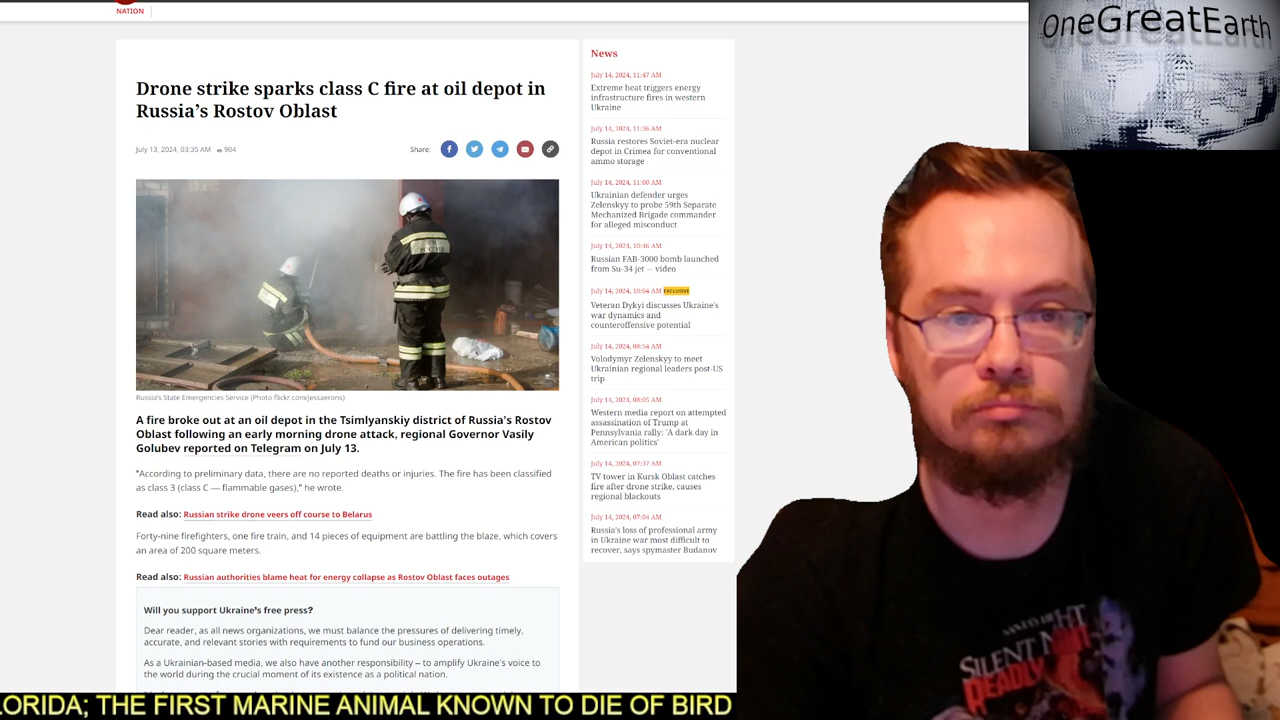 NATION
OneGreatEarth
Drone strike sparks class C fire at oil depot in
Russia's Rostov Oblast
July 13, 2024, 03:35 AM 904
Share:
Russia's State Emergencies Service (Photo flickr.com/jessaerons)
A fire broke out at an oil depot in the Tsimlyanskiy district of Russia's Rostov
Oblast following an early morning drone attack, regional Governor Vasily
Golubev reported on Telegram on July 13.
"According to preliminary data, there are no reported deaths or injuries. The fire has been classified
as class 3 (class C — flammable gases)," he wrote.
Read also: Russian strike drone veers off course to Belarus
Forty-nine firefighters, one fire train, and 14 pieces of equipment are battling the blaze, which covers
an area of 200 square meters.
Read also: Russian authorities blame heat for energy collapse as Rostov Oblast faces outages
Will you support Ukraine's free press?
Dear reader, as all news organizations, we must balance the pressures of delivering timely,
accurate, and relevant stories with requirements to fund our business operations.
As a Ukrainian-based media, we also have another responsibility – to amplify Ukraine's voice to
the world during the crucial moment of its existence as a political nation.
News
July 14, 2024, 11:47 AM
Extreme heat triggers energy
infrastructure fires in western
Ukraine
July 14, 2024, 11:36 AM
Russia restores Soviet-era nuclear
depot in Crimea for conventional
ammo storage
July 14, 2024, 11:00 AM
Ukrainian defender urges
Zelenskyy to probe 59th Separate
Mechanized Brigade commander
for alleged misconduct
July 14, 2024, 10:46 AM
Russian FAB-3000 bomb launched
from Su-34 jet — video
July 14, 2024, 10:04 AM EXCLUSIVE
Veteran Dykyi discusses Ukraine's
war dynamics and
counteroffensive potential
July 14, 2024, 08:54 AM
Volodymyr Zelenskyy to meet
Ukrainian regional leaders post-US
trip
July 14, 2024, 08:05 AM
Western media report on attempted
assassination of Trump at
Pennsylvania rally: 'A dark day in
American politics'
July 14, 2024, 07:37 AM
TV tower in Kursk Oblast catches
fire after drone strike, causes
regional blackouts
July 14, 2024, 07:04 AM
Russia's loss of professional army
in Ukraine war most difficult to
recover, says spymaster Budanov
SILENT NIGHT
DEADLY
LORIDA; THE FIRST MARINE ANIMAL KNOWN TO DIE OF BIRD